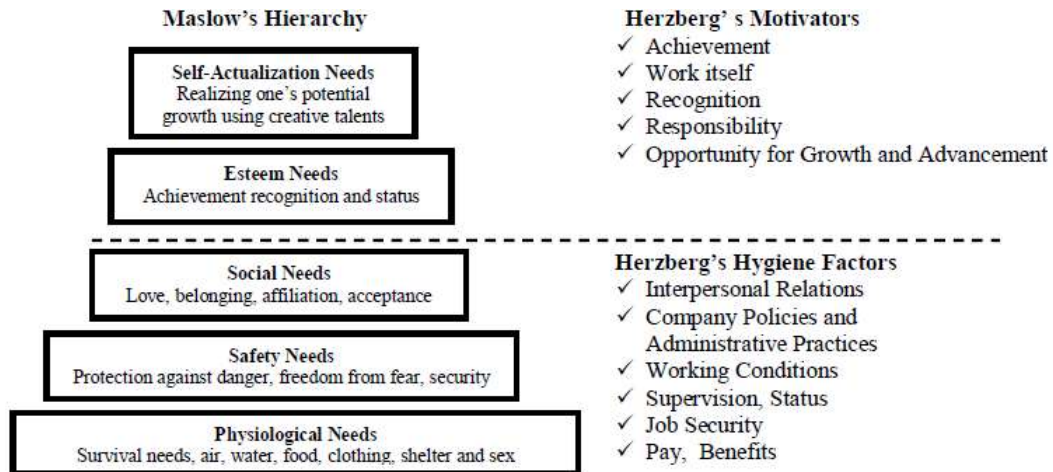 Maslow's Hierarchy
Self-Actualization Needs
Realizing one's potential
growth using creative talents
Esteem Needs
Achievement recognition and status
Social Needs
Love, belonging, affiliation, acceptance
Safety Needs
Protection against danger, freedom from fear, security
Physiological Needs
Survival needs, air, water, food, clothing, shelter and sex
Herzberg' s Motivators
✓ Achievement
✓ Work itself
✓ Recognition
✓ Responsibility
✓ Opportunity for Growth and Advancement
Herzberg's Hygiene Factors
✓ Interpersonal Relations
✓ Company Policies and
Administrative Practices
✓ Working Conditions
✓ Supervision, Status
✓ Job Security
✓ Pay, Benefits